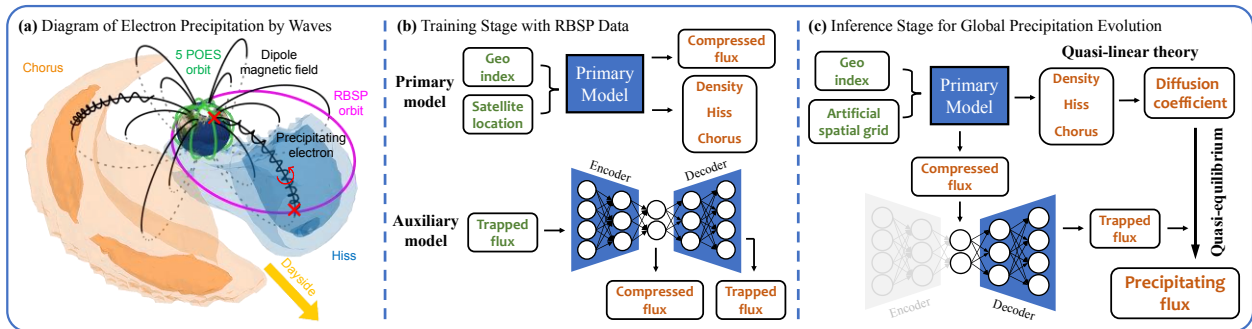 (a) Diagram of Electron Precipitation by Waves
Chorus
5 POES
orbit
Dipole
magnetic field
RBSP
orbit
Precipitating
electron
Hiss
Dayside
(b) Training Stage with RBSP Data
Primary
model
Geo
index
Satellite
location
Primary
Model
Compressed
flux
Density
Hiss
Chorus
Auxiliary
model
Trapped
flux
Encoder
Decoder
Compressed
flux
Trapped
flux
(c) Inference Stage for Global Precipitation Evolution
Geo
index
Artificial
spatial grid
Primary
Model
Quasi-linear theory
Density
Hiss
Chorus
Diffusion
coefficient
Compressed
flux
Encoder
Decoder
Trapped
flux
Quasi-equilibrium
Precipitating
flux